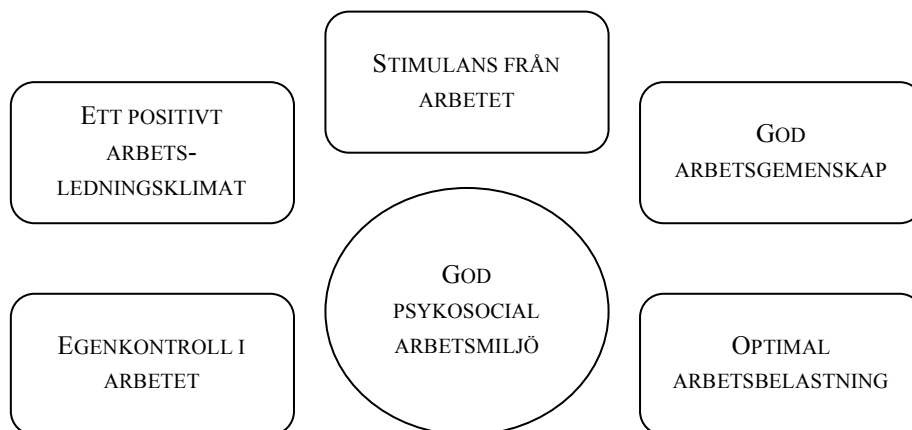 STIMULANS FRÅN
ARBETET
ETT POSITIVT
ARBETS-
LEDNINGSKLIMAT
GOD
ARBETSGEMENSKAP
GOD
PSYKOSOCIAL
ARBETSMILJÖ
EGENKONTROLL I
ARBETET
OPTIMAL
ARBETSBELASTNING